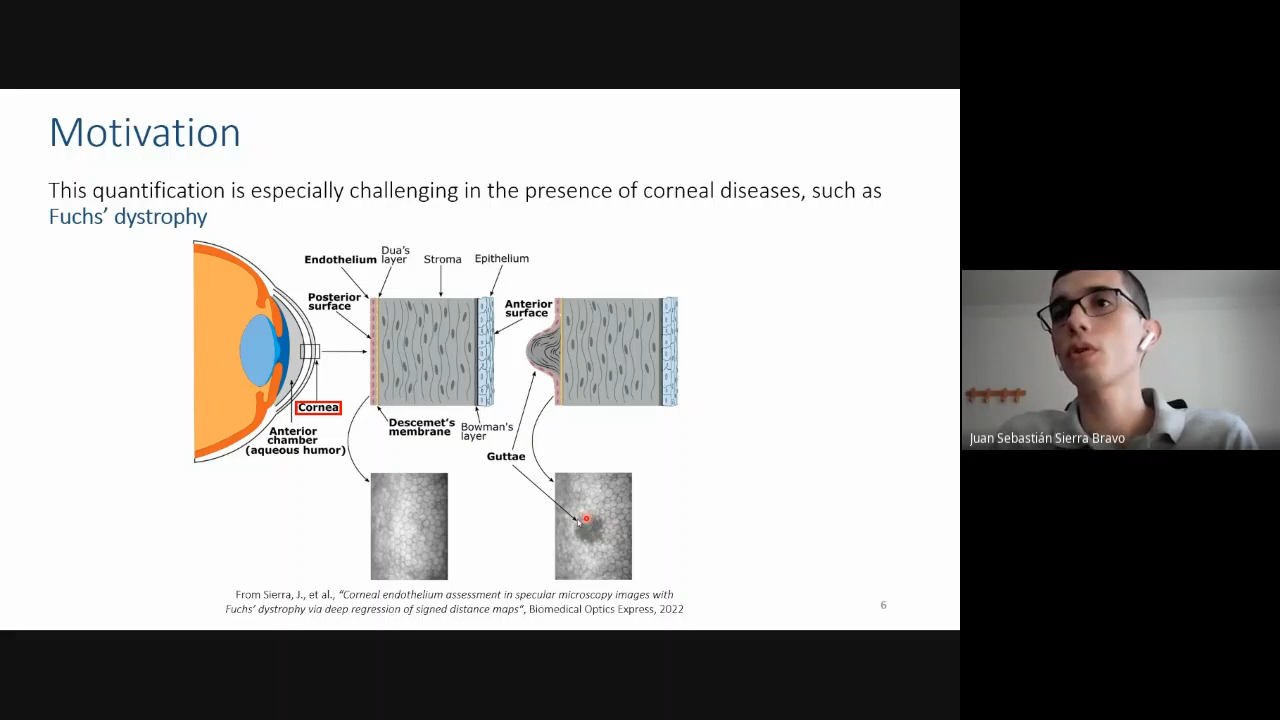 Motivation
This quantification is especially challenging in the presence of corneal diseases, such as
Fuchs’ dystrophy
Endothelium
Dua's
layer
Stroma
Epithelium
Posterior
surface
Anterior
surface
Cornea
Anterior
chamber
(aqueous humor)
Descemet's
membrane
Bowman's
layer
Guttae
From Sierra, J., et al., “Corneal endothelium assessment in specular microscopy images with
Fuchs’ dystrophy via deep regression of signed distance maps“, Biomedical Optics Express, 2022
6
Juan Sebastián Sierra Bravo